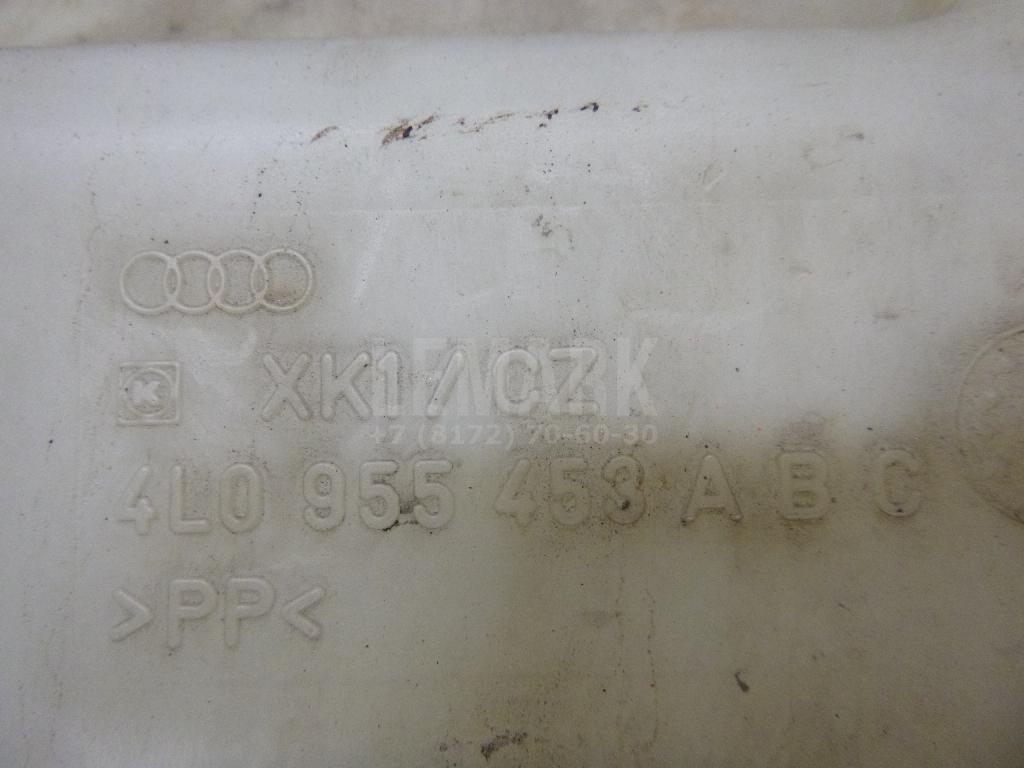 K XK1 / CZ
+7 (8172) 70-60-30
4L0 955 453 A B C
>PP<